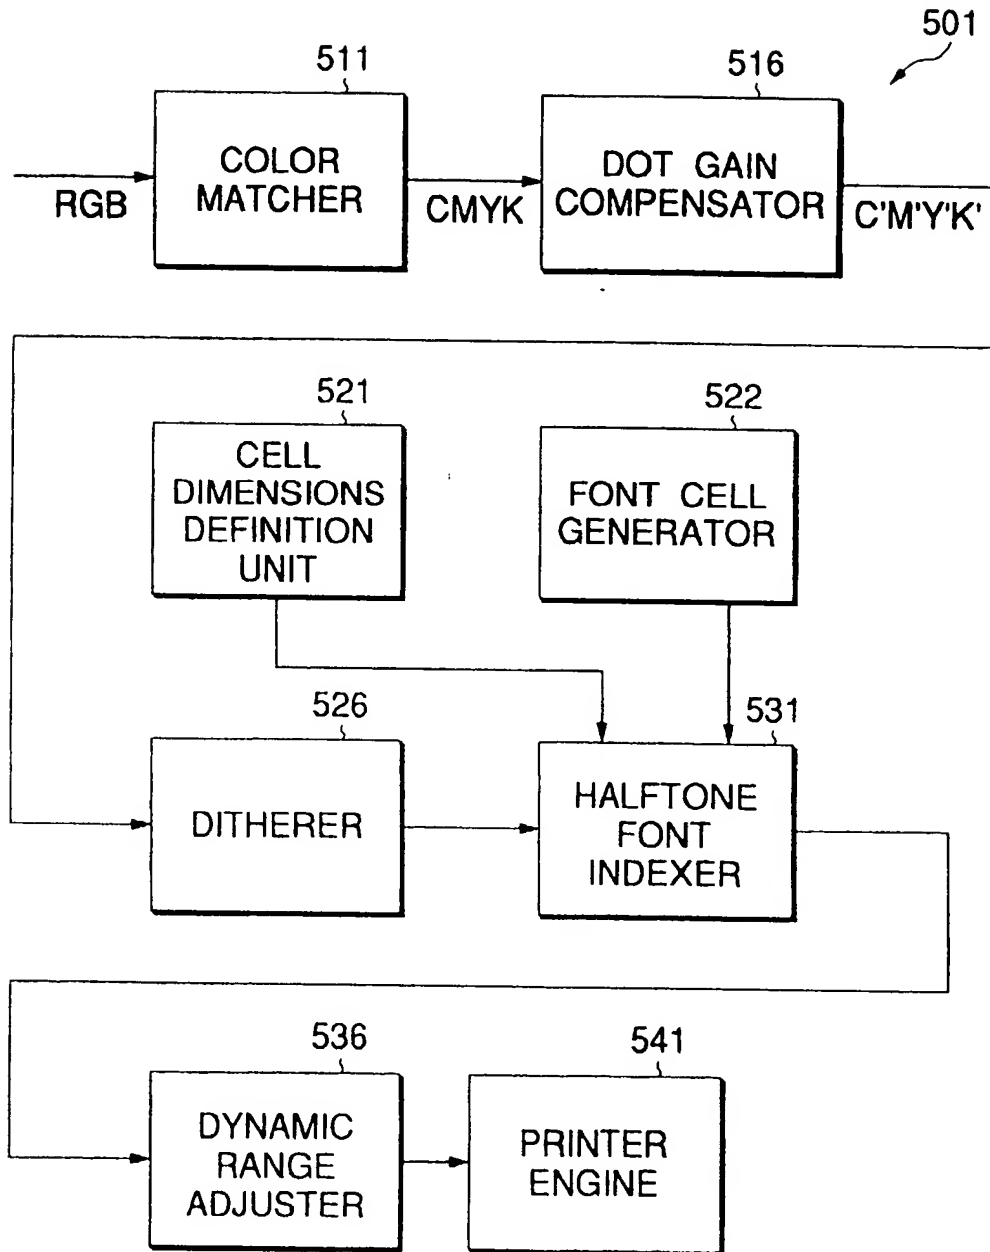 501
511
516
COLOR
MATCHER
DOT GAIN
COMPENSATOR
RGB
CMYK
C'M'Y'K'
521
522
CELL
DIMENSIONS
DEFINITION
UNIT
FONT CELL
GENERATOR
526
531
DITHERER
HALFTONE
FONT
INDEXER
536
541
DYNAMIC
RANGE
ADJUSTER
PRINTER
ENGINE